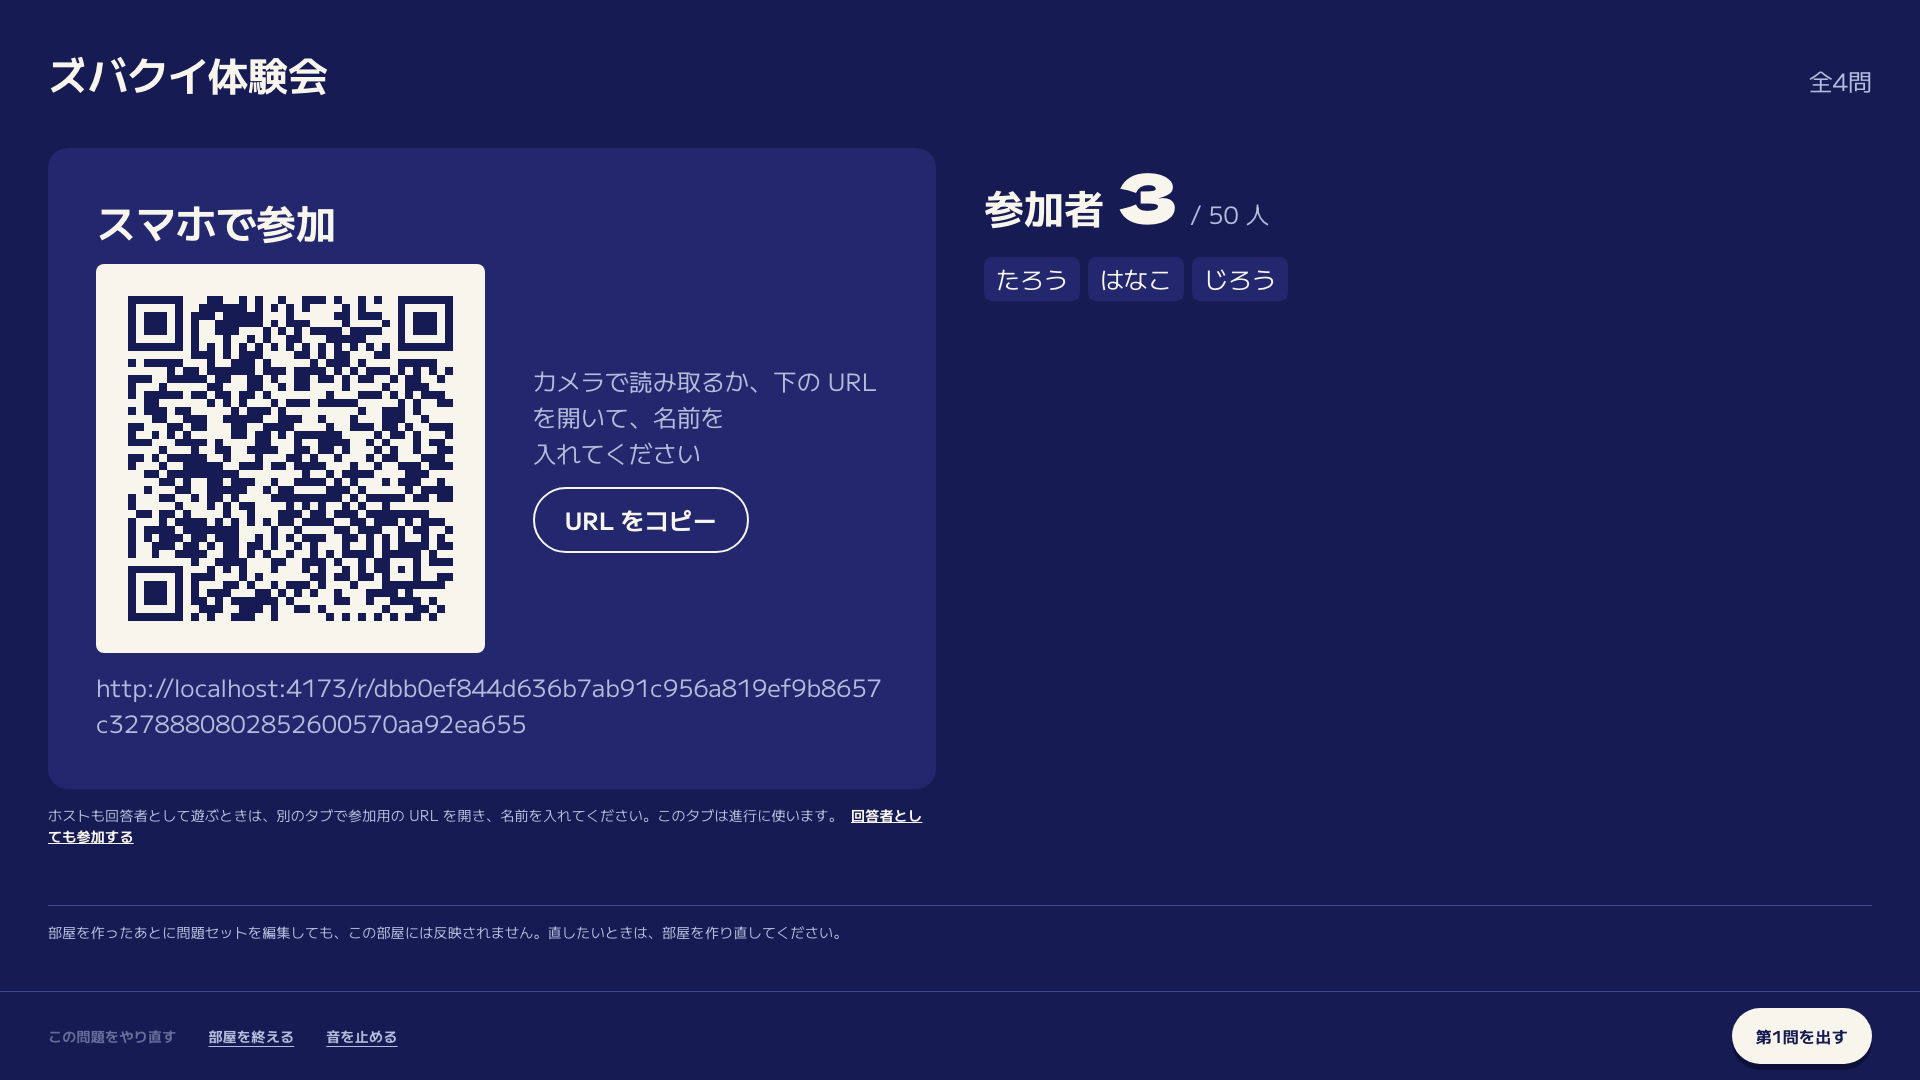 ズバクイ体験会
全4問
スマホで参加
カメラで読み取るか、下の URL
を開いて、名前を
入れてください
URL をコピー
http://localhost:4173/r/dbb0ef844d636b7ab91c956a819ef9b8657
c3278880802852600570aa92ea655
参加者 3 / 50 人
たろう はなこ じろう
ホストも回答者として遊ぶときは、別のタブで参加用の URL を開き、名前を入れてください。このタブは進行に使います。 回答者とし
ても参加する
部屋を作ったあとに問題セットを編集しても、この部屋には反映されません。直したいときは、部屋を作り直してください。
この問題をやり直す 部屋を終える 音を止める
第1問を出す